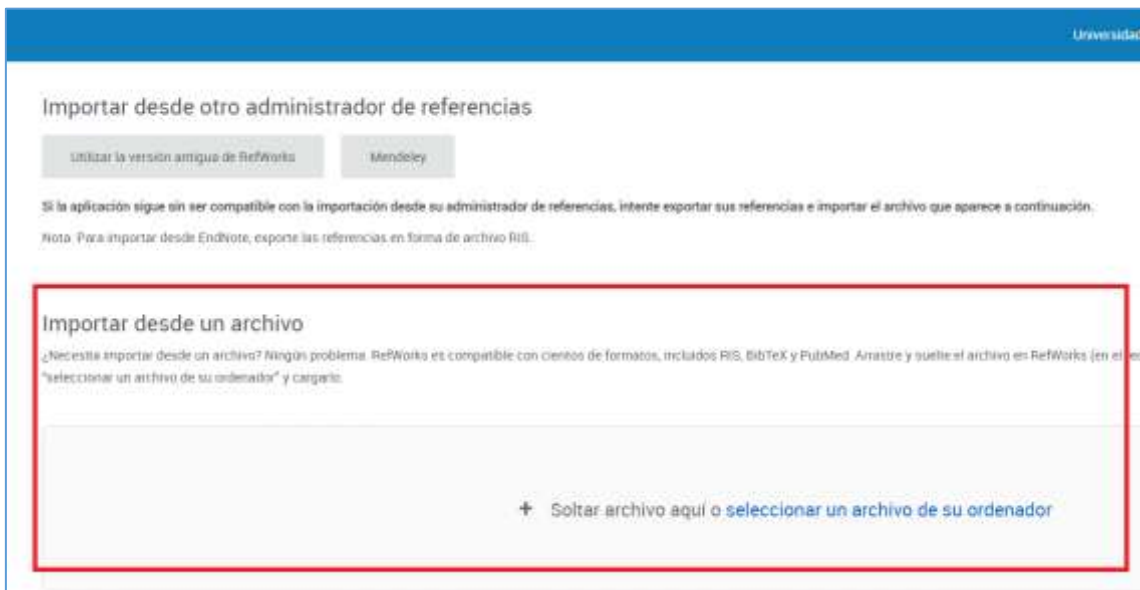 Universidad
Importar desde otro administrador de referencias
Utilizar la versión antigua de RefWorks Mendeley
Si la aplicación sigue sin ser compatible con la importación desde su administrador de referencias, intente exportar sus referencias e importar el archivo que aparece a continuación.
Nota: Para importar desde EndNote, exporte las referencias en forma de archivo RIS.
Importar desde un archivo
¿Necesita importar desde un archivo? Ningún problema. RefWorks es compatible con cientos de formatos, incluidos RIS, BibTeX y PubMed. Arrastre y suelte el archivo en RefWorks (en el
"seleccionar un archivo de su ordenador" y cargarlo.
+ Soltar archivo aquí o seleccionar un archivo de su ordenador